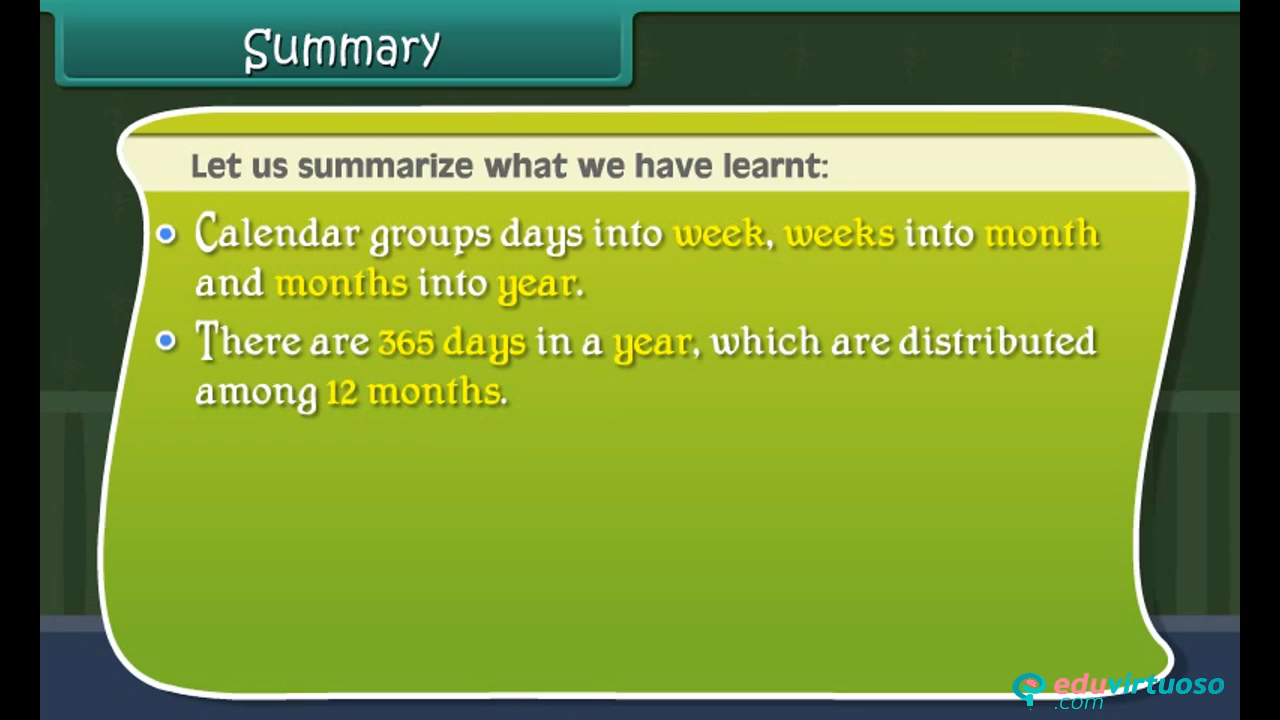 Summary
Let us summarize what we have learnt:
Calendar groups days into week, weeks into month
and months into year.
There are 365 days in a year, which are distributed
among 12 months.
eduvirtuoso
.com